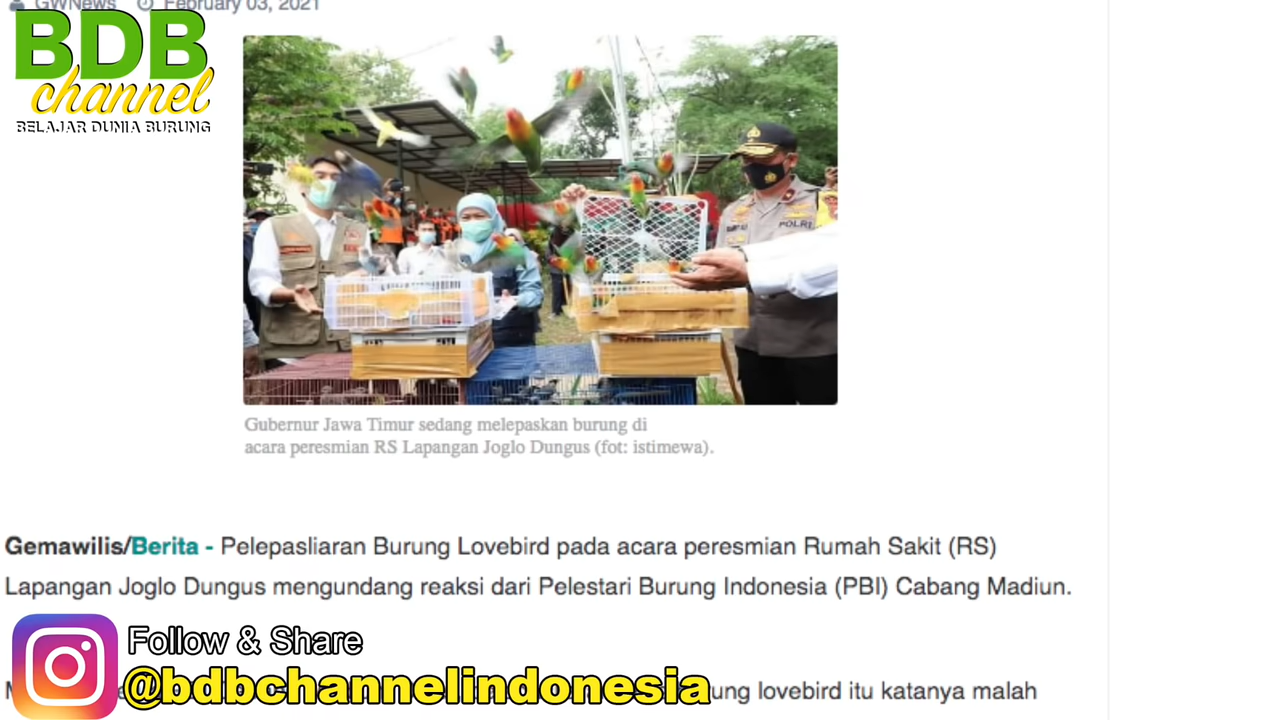 GWNews February 03, 2021
BDB
channel
BELAJAR DUNIA BURUNG
POLRI
Gubernur Jawa Timur sedang melepaskan burung di
acara peresmian RS Lapangan Joglo Dungus (fot: istimewa).
Gemawilis/Berita - Pelepasliaran Burung Lovebird pada acara peresmian Rumah Sakit (RS)
Lapangan Joglo Dungus mengundang reaksi dari Pelestari Burung Indonesia (PBI) Cabang Madiun.
Follow & Share
@bdbchannelindonesia
lovebird itu katanya malah